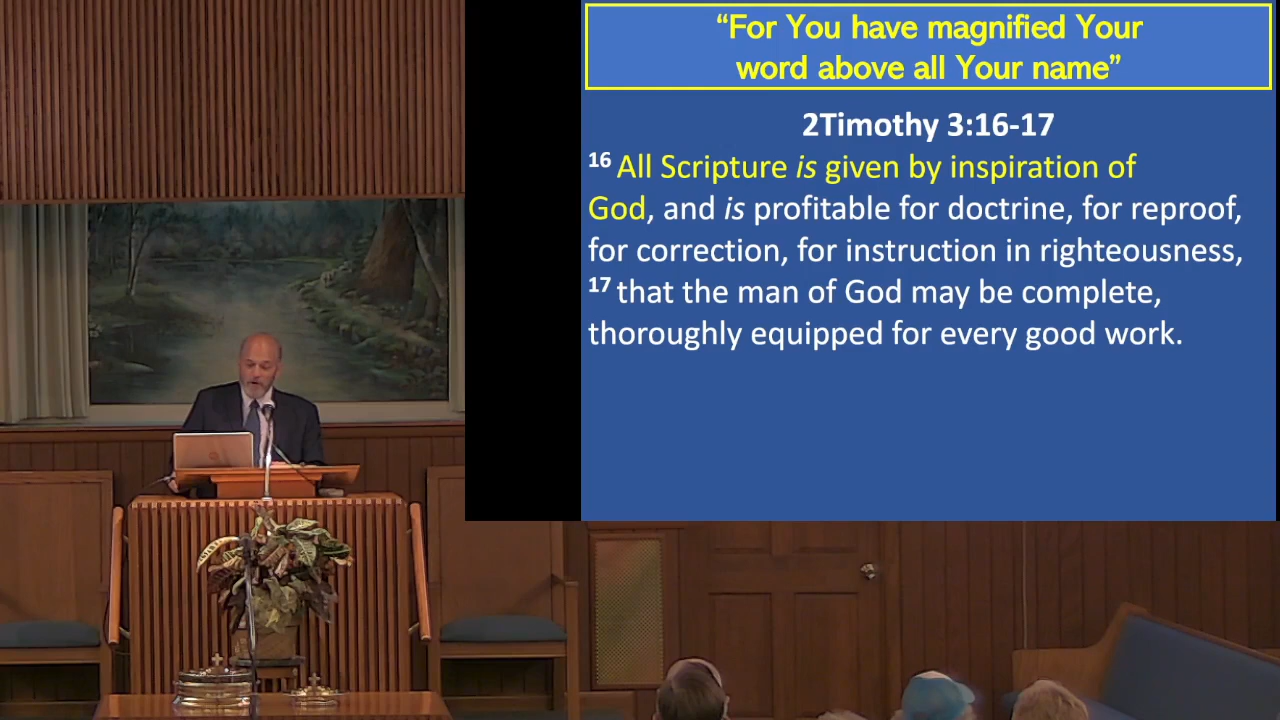 “For You have magnified Your
word above all Your name”
2Timothy 3:16-17
16 All Scripture is given by inspiration of
God, and is profitable for doctrine, for reproof,
for correction, for instruction in righteousness,
17 that the man of God may be complete,
thoroughly equipped for every good work.